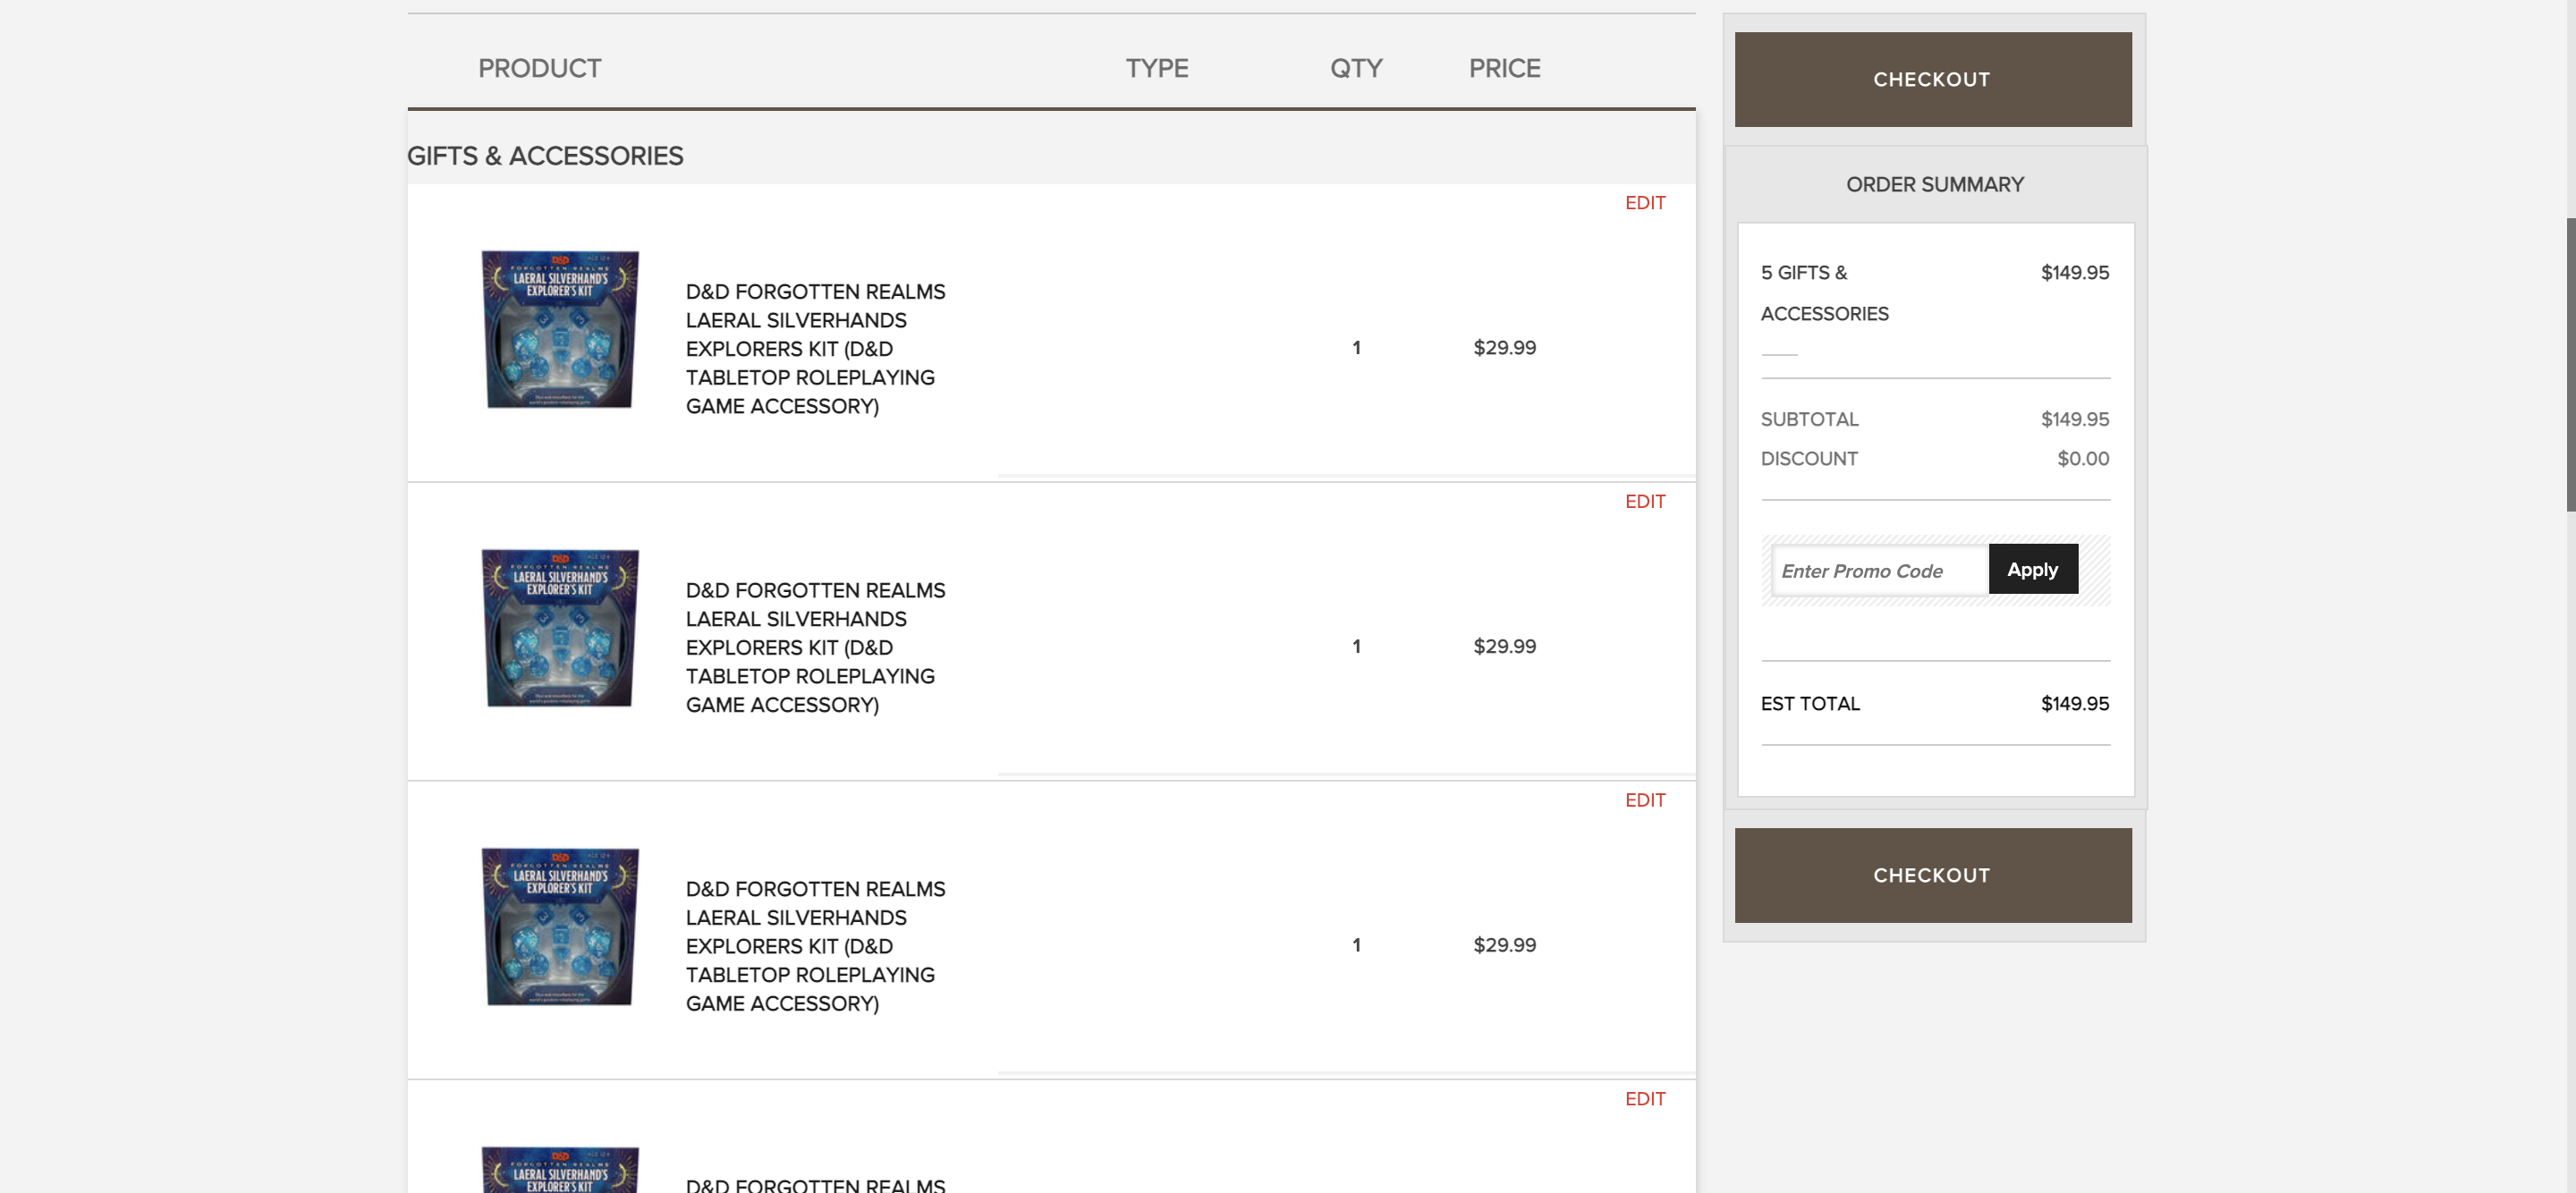 PRODUCT TYPE QTY PRICE
GIFTS & ACCESSORIES
EDIT
D&D
FORGOTTEN REALMS
LAERAL SILVERHAND'S
EXPLORER'S KIT
D&D FORGOTTEN REALMS
LAERAL SILVERHANDS
EXPLORERS KIT (D&D
TABLETOP ROLEPLAYING
GAME ACCESSORY)
1 $29.99
EDIT
D&D
FORGOTTEN REALMS
LAERAL SILVERHAND'S
EXPLORER'S KIT
D&D FORGOTTEN REALMS
LAERAL SILVERHANDS
EXPLORERS KIT (D&D
TABLETOP ROLEPLAYING
GAME ACCESSORY)
1 $29.99
EDIT
D&D
FORGOTTEN REALMS
LAERAL SILVERHAND'S
EXPLORER'S KIT
D&D FORGOTTEN REALMS
LAERAL SILVERHANDS
EXPLORERS KIT (D&D
TABLETOP ROLEPLAYING
GAME ACCESSORY)
1 $29.99
EDIT
D&D
FORGOTTEN REALMS
LAERAL SILVERHAND'S
EXPLORER'S KIT
D&D FORGOTTEN REALMS
CHECKOUT
ORDER SUMMARY
5 GIFTS & $149.95
ACCESSORIES
SUBTOTAL $149.95
DISCOUNT $0.00
Enter Promo Code Apply
EST TOTAL $149.95
CHECKOUT